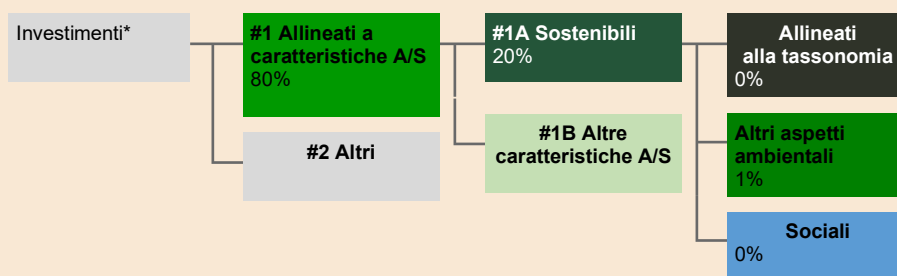 Investimenti*
#1 Allineati a
caratteristiche A/S
80%
#2 Altri
#1A Sostenibili
20%
#1B Altre
caratteristiche A/S
Allineati
alla tassonomia
0%
Altri aspetti
ambientali
1%
Sociali
0%